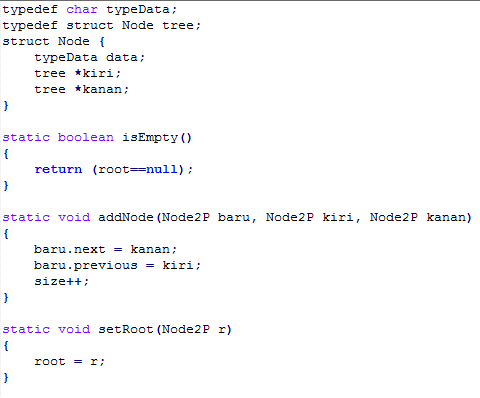 typedef char typeData;
typedef struct Node tree;
struct Node {
    typeData data;
    tree *kiri;
    tree *kanan;
}

static boolean isEmpty()
{
    return (root==null);
}

static void addNode(Node2P baru, Node2P kiri, Node2P kanan)
{
    baru.next = kanan;
    baru.previous = kiri;
    size++;
}

static void setRoot(Node2P r)
{
    root = r;
}